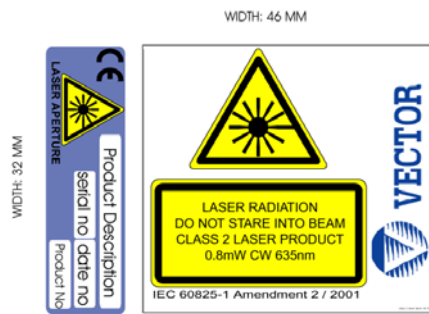 WIDTH: 46 MM
WIDTH: 32 MM
CE
LASER APERTURE
Product Description
serial no
date no
Product No
LASER RADIATION
DO NOT STARE INTO BEAM
CLASS 2 LASER PRODUCT
0.8mW CW 635nm
IEC 60825-1 Amendment 2 / 2001
VECTOR